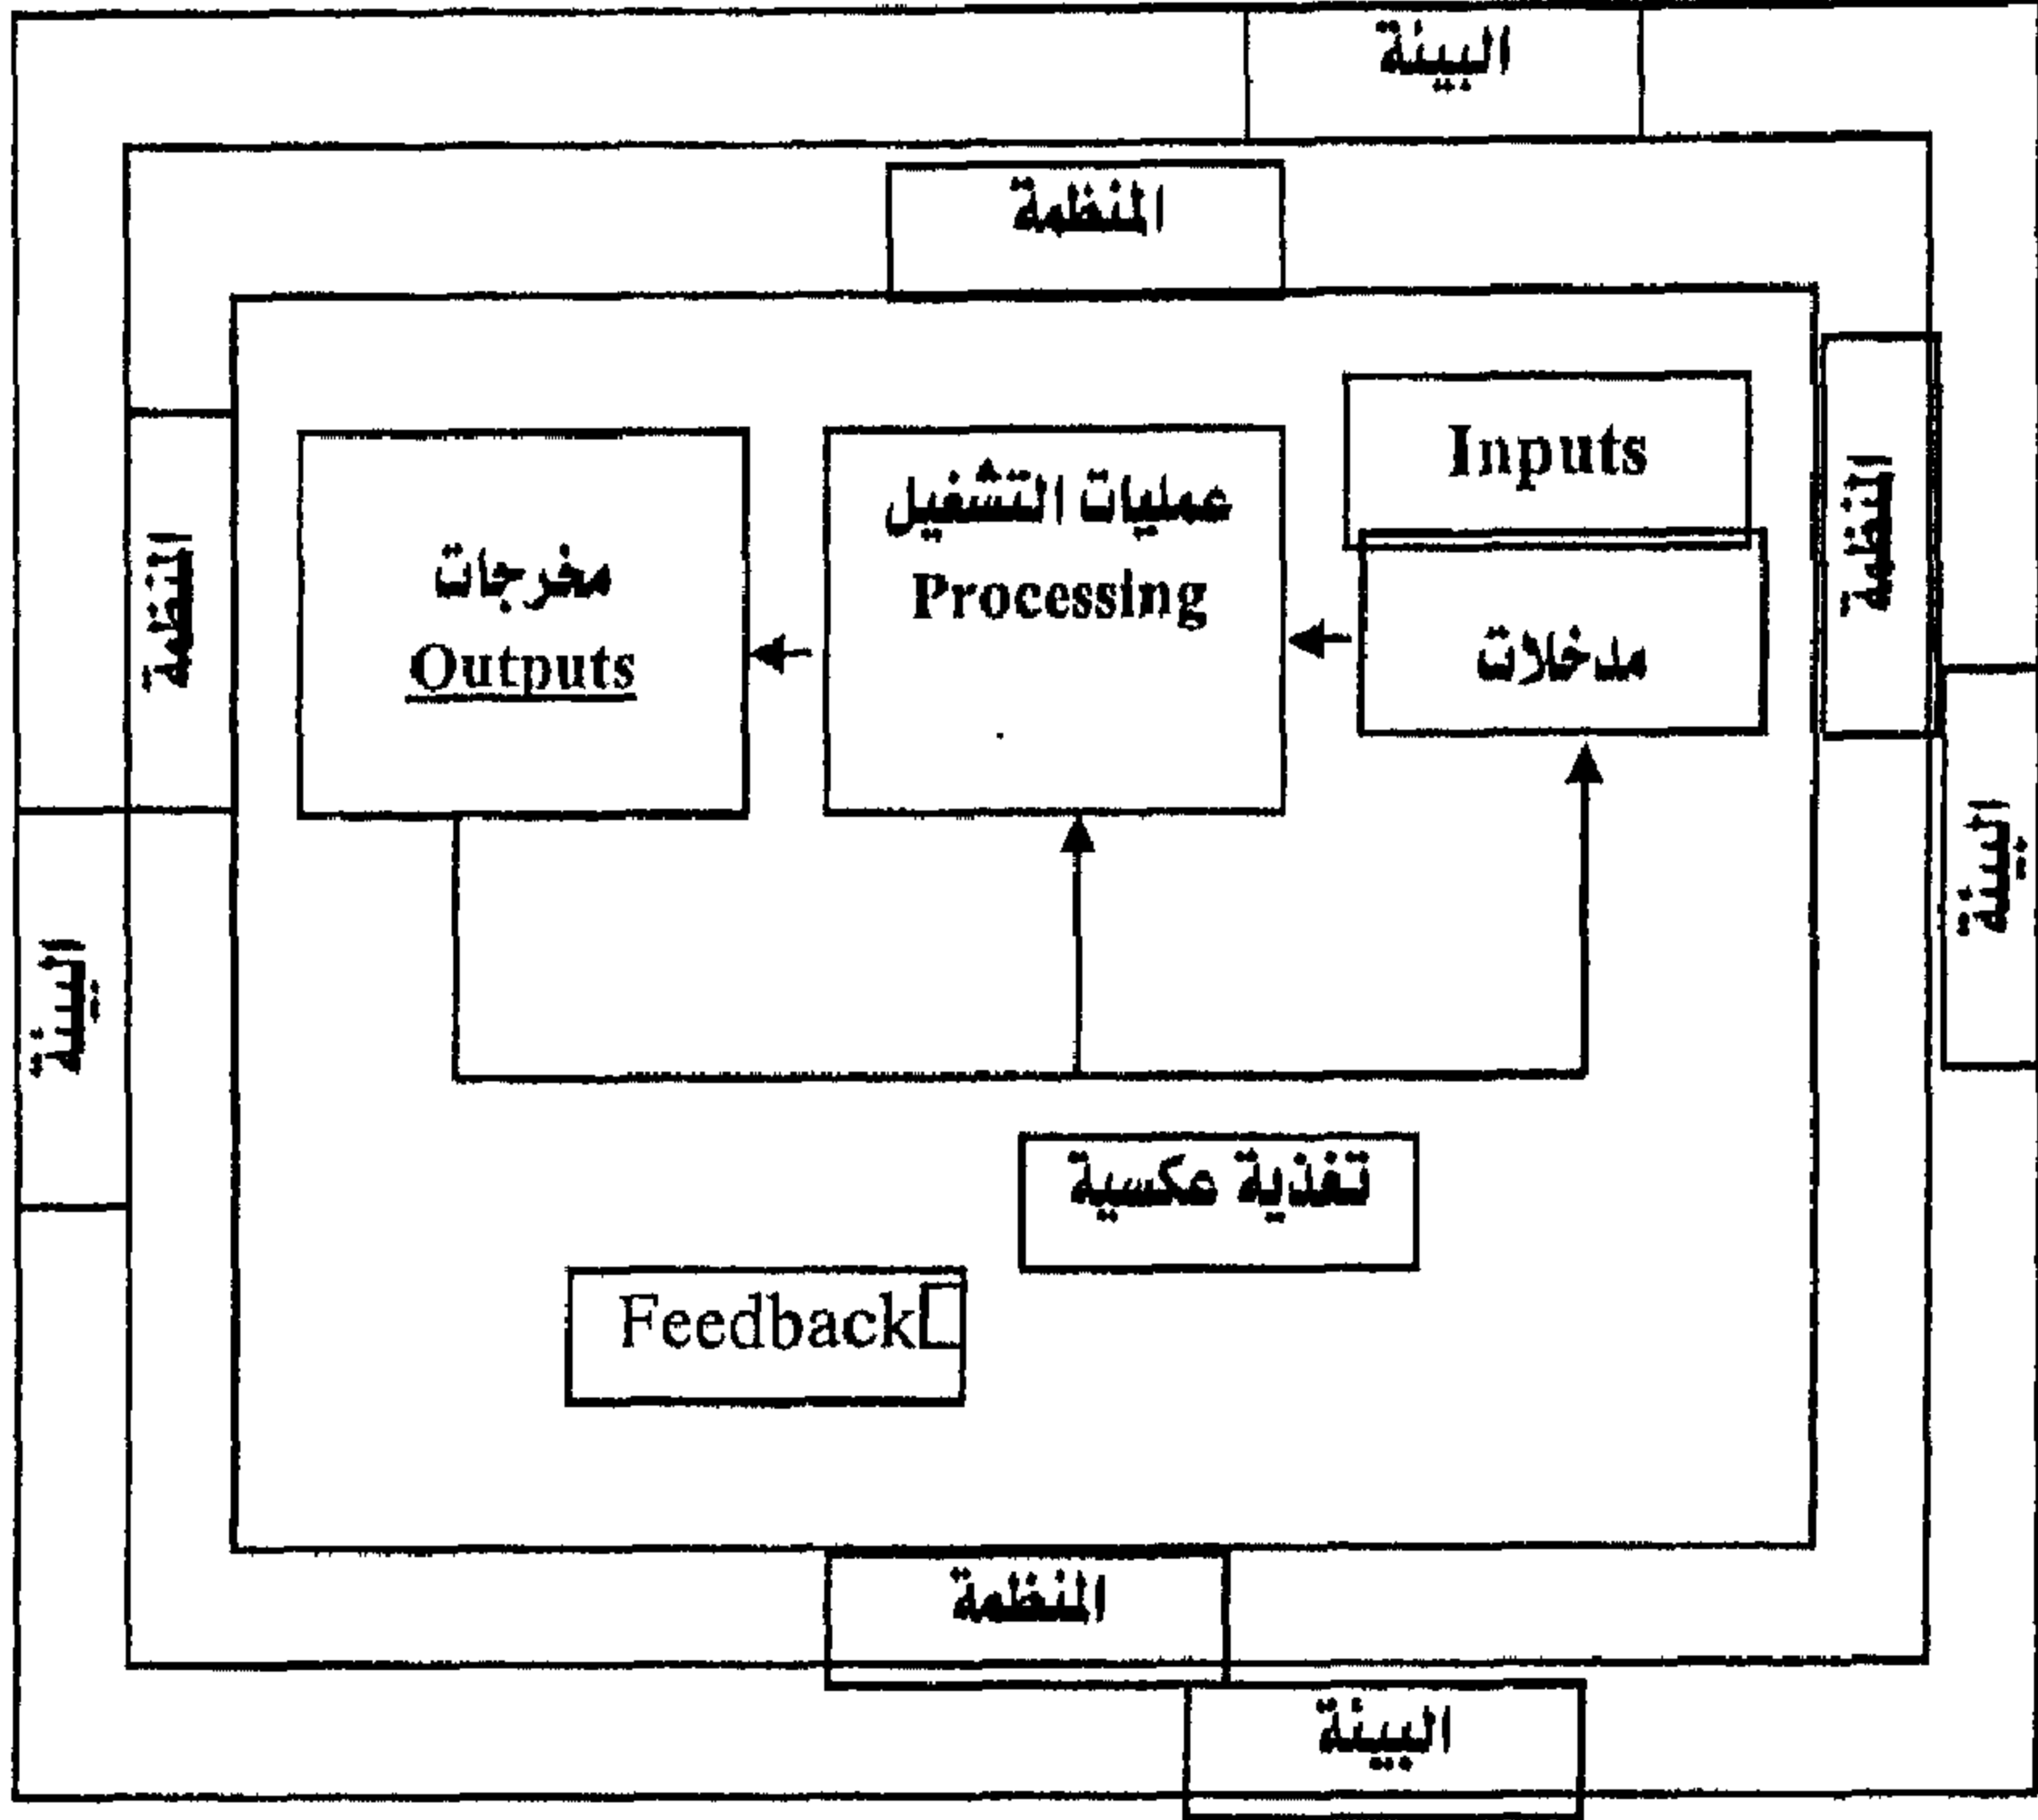 البيئة
المنظمة
Inputs
مدخلات
عمليات التشغيل
Processing
مخرجات
Outputs
المنظمة
المنظمة
البيئة
البيئة
تغذية عكسية
Feedback
المنظمة
البيئة